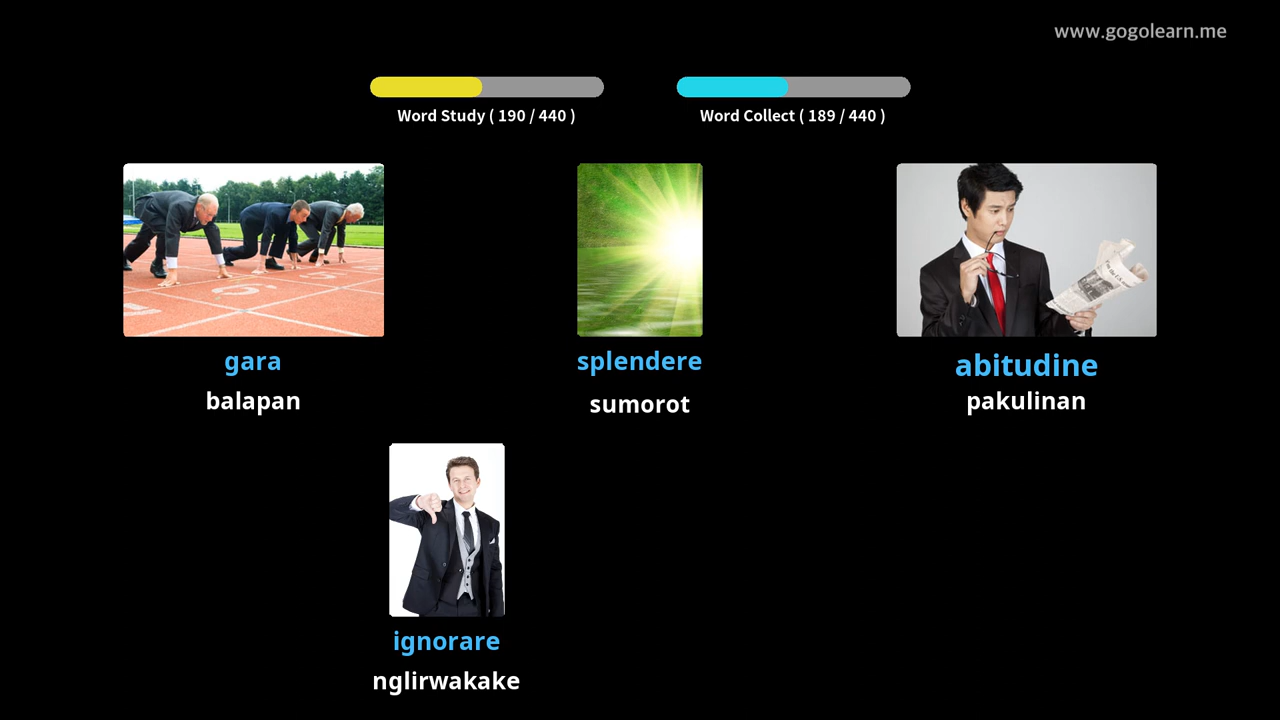 www.gogolearn.me
Word Study ( 190 / 440 )
Word Collect ( 189 / 440 )
gara
balapan
splendere
sumorot
abitudine
pakulinan
ignorare
nglirwakake